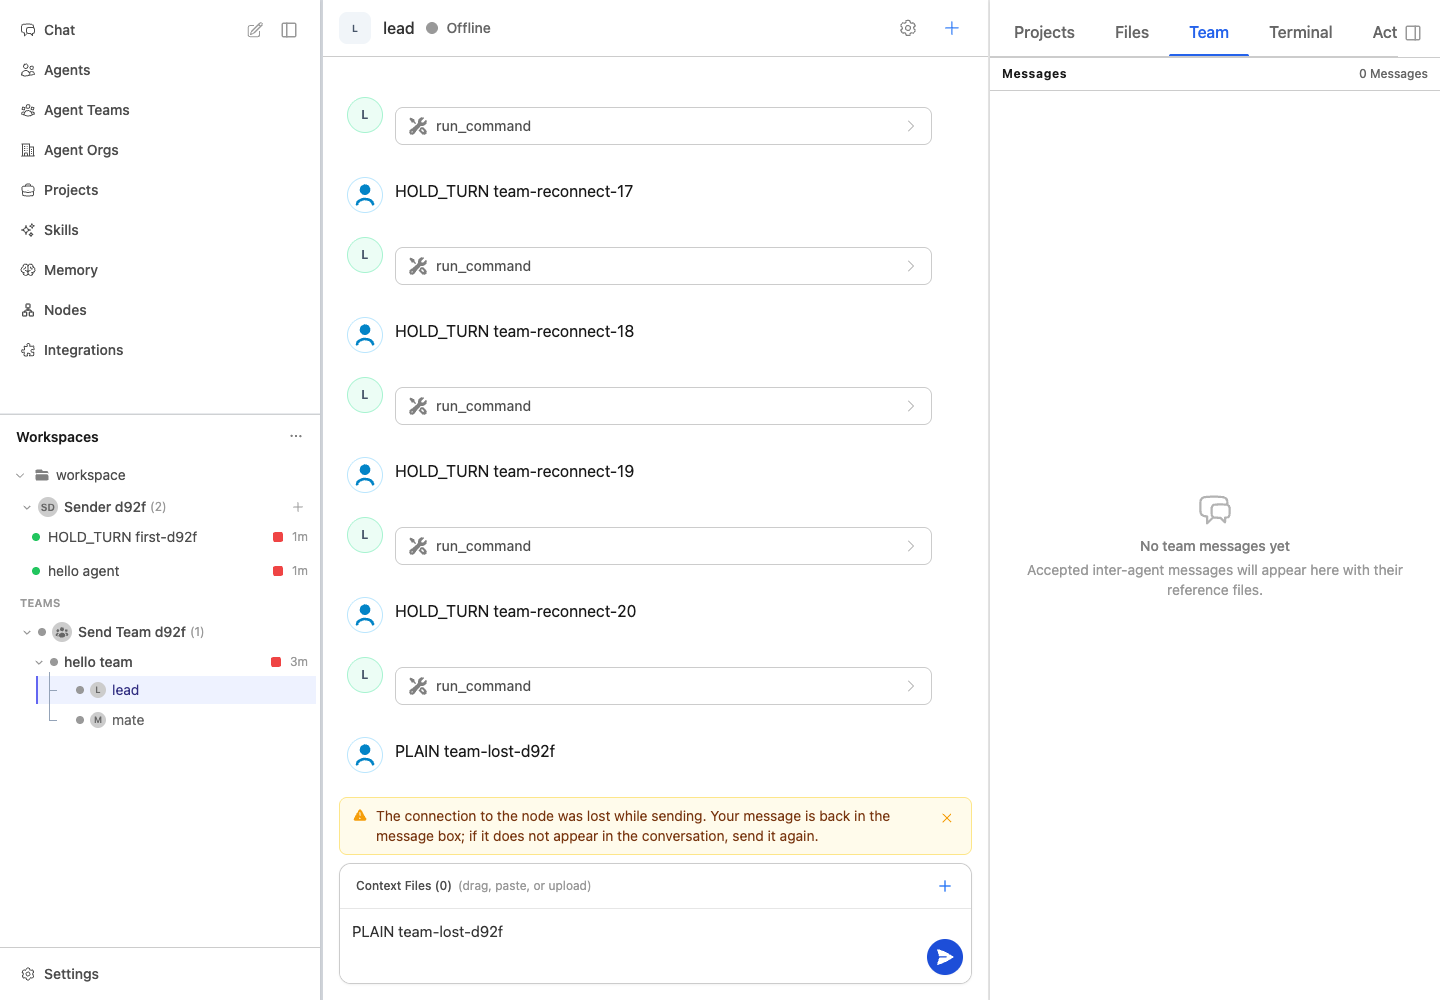 Chat
Agents
Agent Teams
Agent Orgs
Projects
Skills
Memory
Nodes
Integrations
Workspaces
workspace
SD Sender d92f (2)
HOLD_TURN first-d92f 1m
hello agent 1m
TEAMS
Send Team d92f (1)
hello team 3m
L lead
M mate
Settings
L lead Offline
L run_command
HOLD_TURN team-reconnect-17
L run_command
HOLD_TURN team-reconnect-18
L run_command
HOLD_TURN team-reconnect-19
L run_command
HOLD_TURN team-reconnect-20
L run_command
PLAIN team-lost-d92f
The connection to the node was lost while sending. Your message is back in the
message box; if it does not appear in the conversation, send it again.
Context Files (0) (drag, paste, or upload)
PLAIN team-lost-d92f
Projects Files Team Terminal Act
Messages 0 Messages
No team messages yet
Accepted inter-agent messages will appear here with their
reference files.